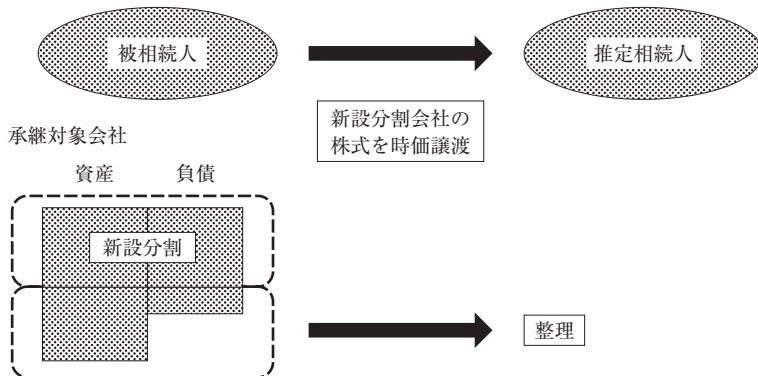 被相続人
推定相続人
新設分割会社の
株式を時価譲渡
承継対象会社
資産
負債
新設分割
整理